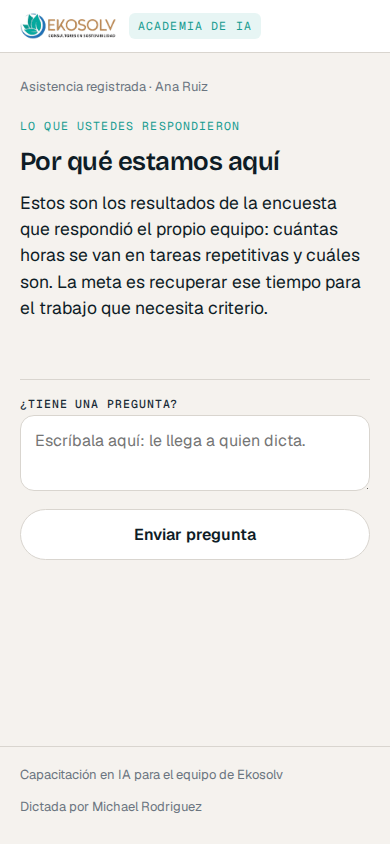 EKOSOLV
ACADEMIA DE IA
Asistencia registrada · Ana Ruiz
LO QUE USTEDES RESPONDIERON
Por qué estamos aquí
Estos son los resultados de la encuesta
que respondió el propio equipo: cuántas
horas se van en tareas repetitivas y cuáles
son. La meta es recuperar ese tiempo para
el trabajo que necesita criterio.
¿TIENE UNA PREGUNTA?
Escríbala aquí: le llega a quien dicta.
Enviar pregunta
Capacitación en IA para el equipo de Ekosolv
Dictada por Michael Rodriguez